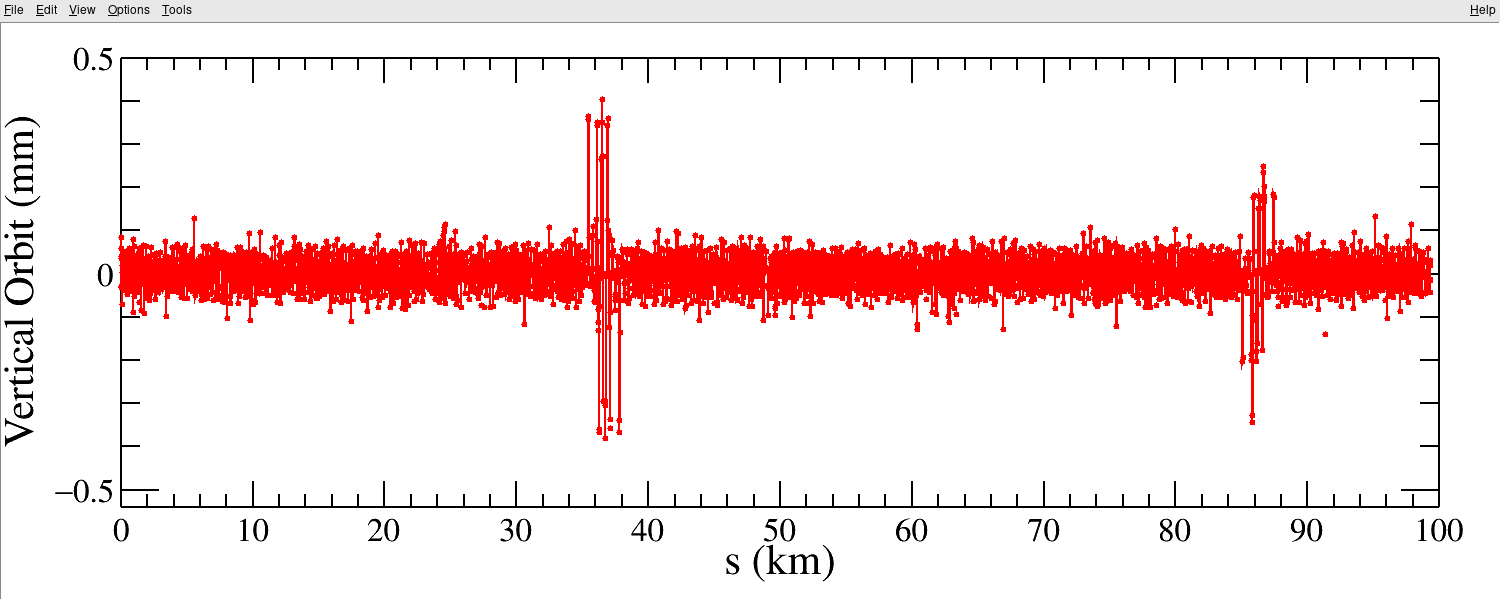 File Edit View Options Tools Help
0.5
0
−0.5
Vertical Orbit (mm)
0 10 20 30 40 50 60 70 80 90 100
s (km)